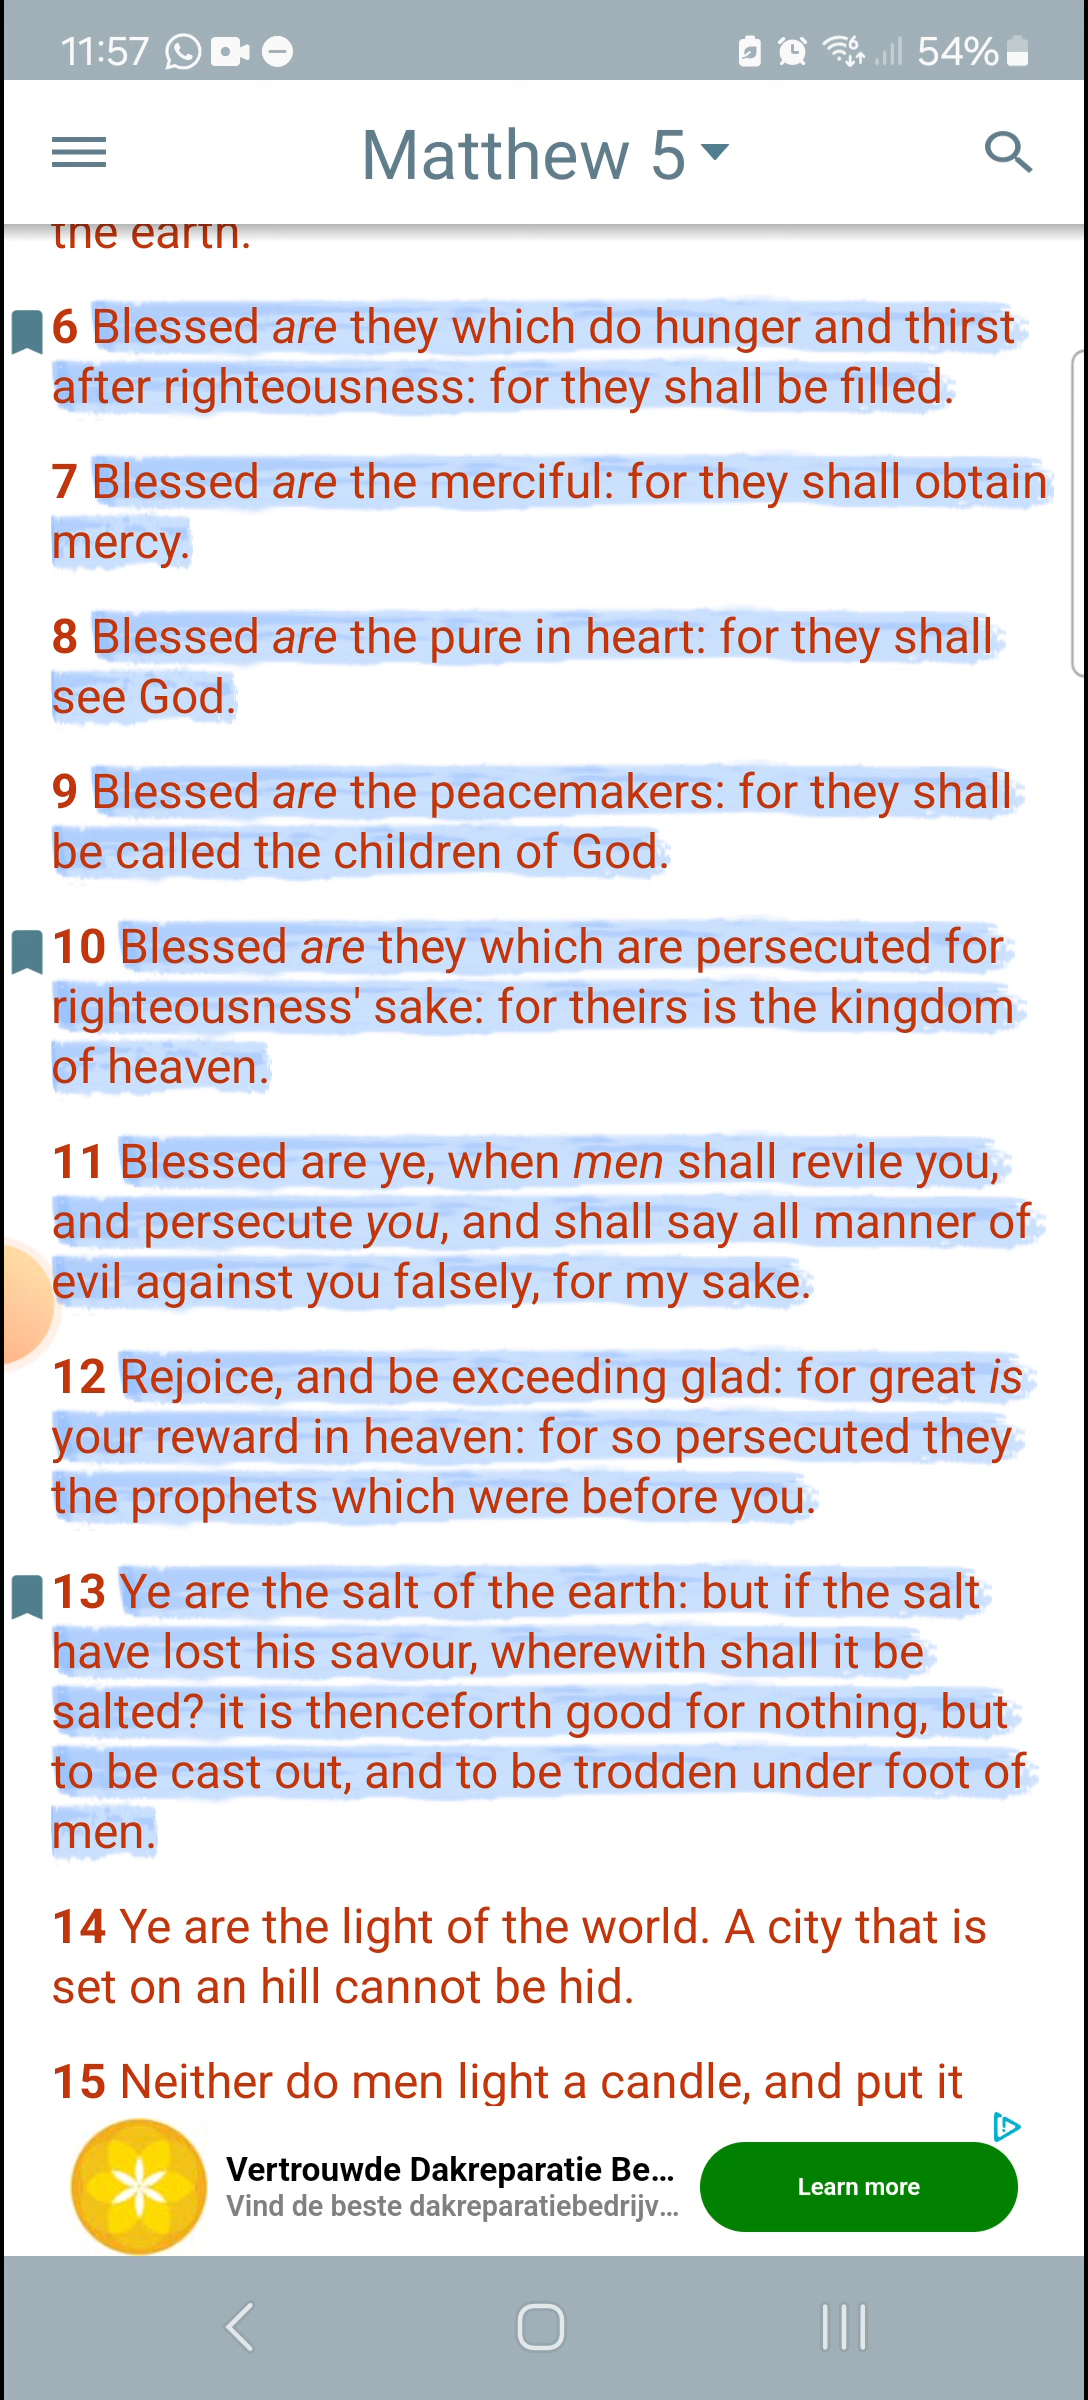 11:57
54%
Matthew 5
the earth.
6 Blessed are they which do hunger and thirst
after righteousness: for they shall be filled.
7 Blessed are the merciful: for they shall obtain
mercy.
8 Blessed are the pure in heart: for they shall
see God.
9 Blessed are the peacemakers: for they shall
be called the children of God.
10 Blessed are they which are persecuted for
righteousness' sake: for theirs is the kingdom
of heaven.
11 Blessed are ye, when men shall revile you,
and persecute you, and shall say all manner of
evil against you falsely, for my sake.
12 Rejoice, and be exceeding glad: for great is
your reward in heaven: for so persecuted they
the prophets which were before you.
13 Ye are the salt of the earth: but if the salt
have lost his savour, wherewith shall it be
salted? it is thenceforth good for nothing, but
to be cast out, and to be trodden under foot of
men.
14 Ye are the light of the world. A city that is
set on an hill cannot be hid.
15 Neither do men light a candle, and put it
Vertrouwde Dakreparatie Be...
Vind de beste dakreparatiebedrijv...
Learn more